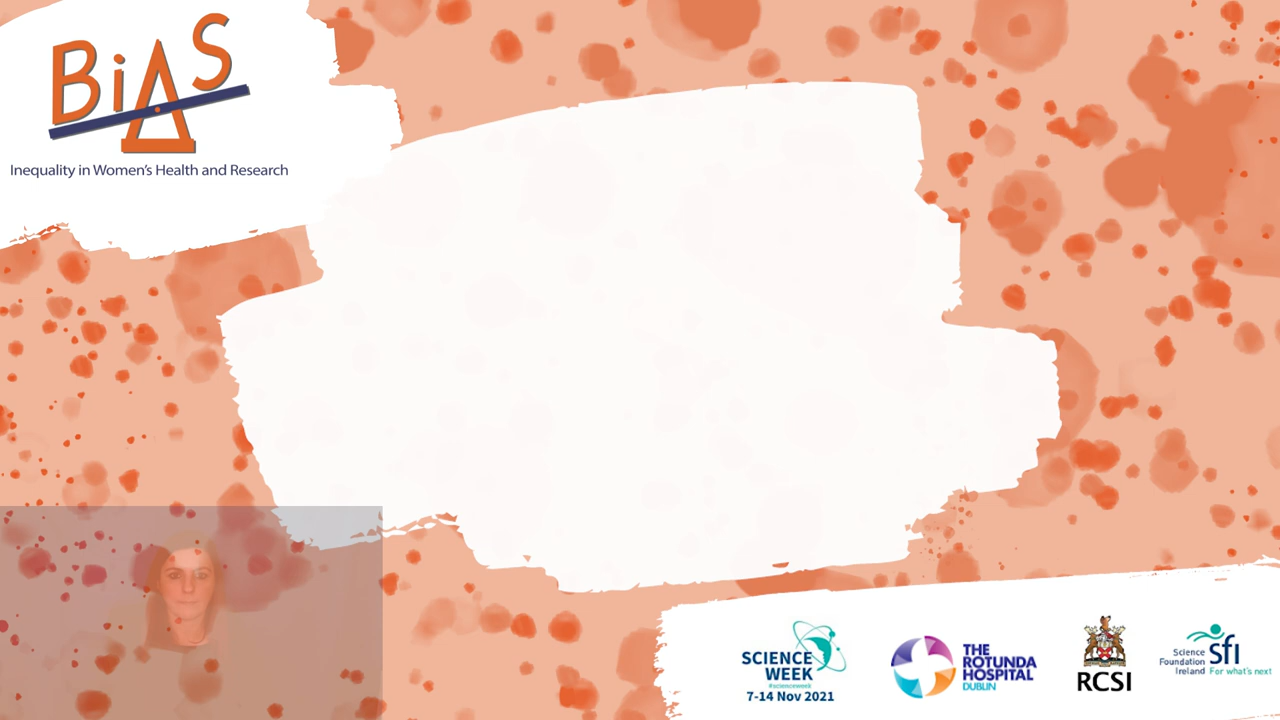 BiAS
Inequality in Women's Health and Research
SCIENCE
WEEK
#scienceweek
7-14 Nov 2021
THE
ROTUNDA
HOSPITAL
DUBLIN
RCSI
Science
Foundation
Ireland
sfi
For what's next